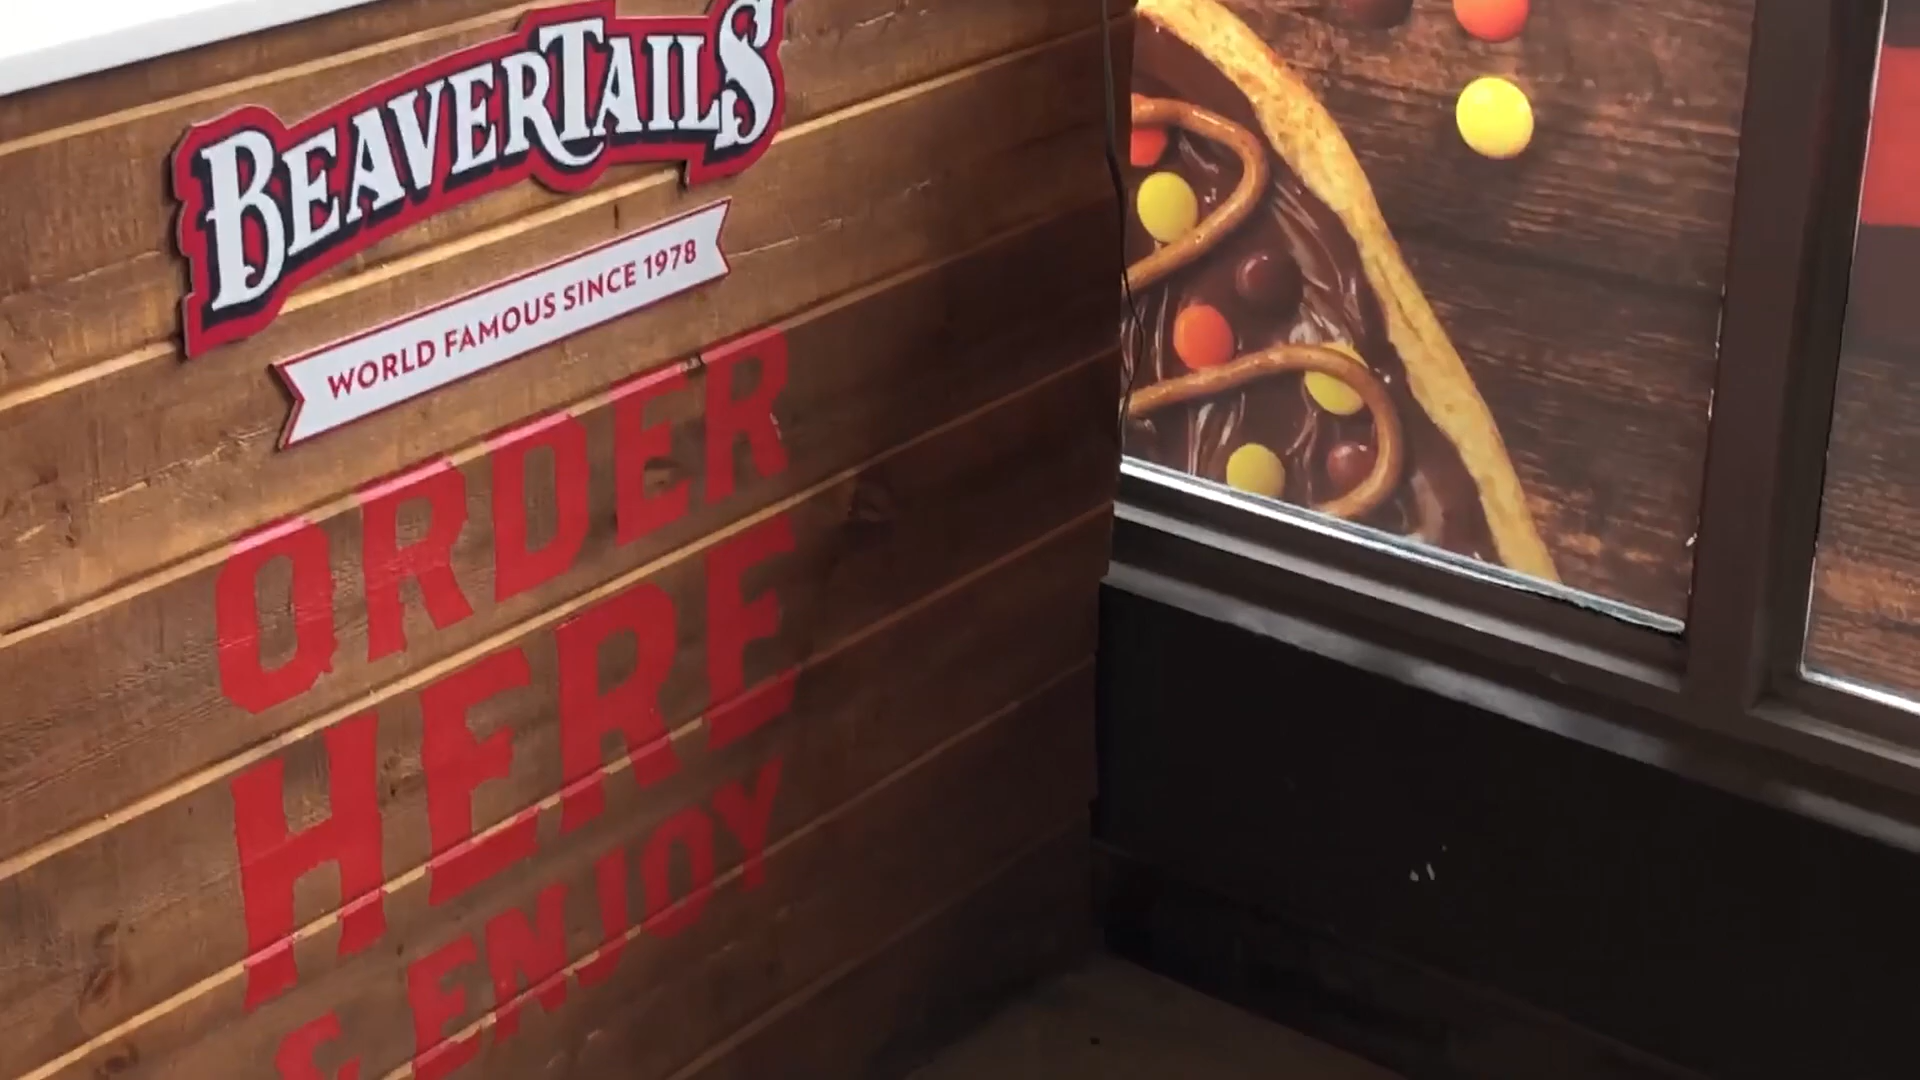 BEAVERTAILS
WORLD FAMOUS SINCE 1978
ORDER
HERE
& ENJOY